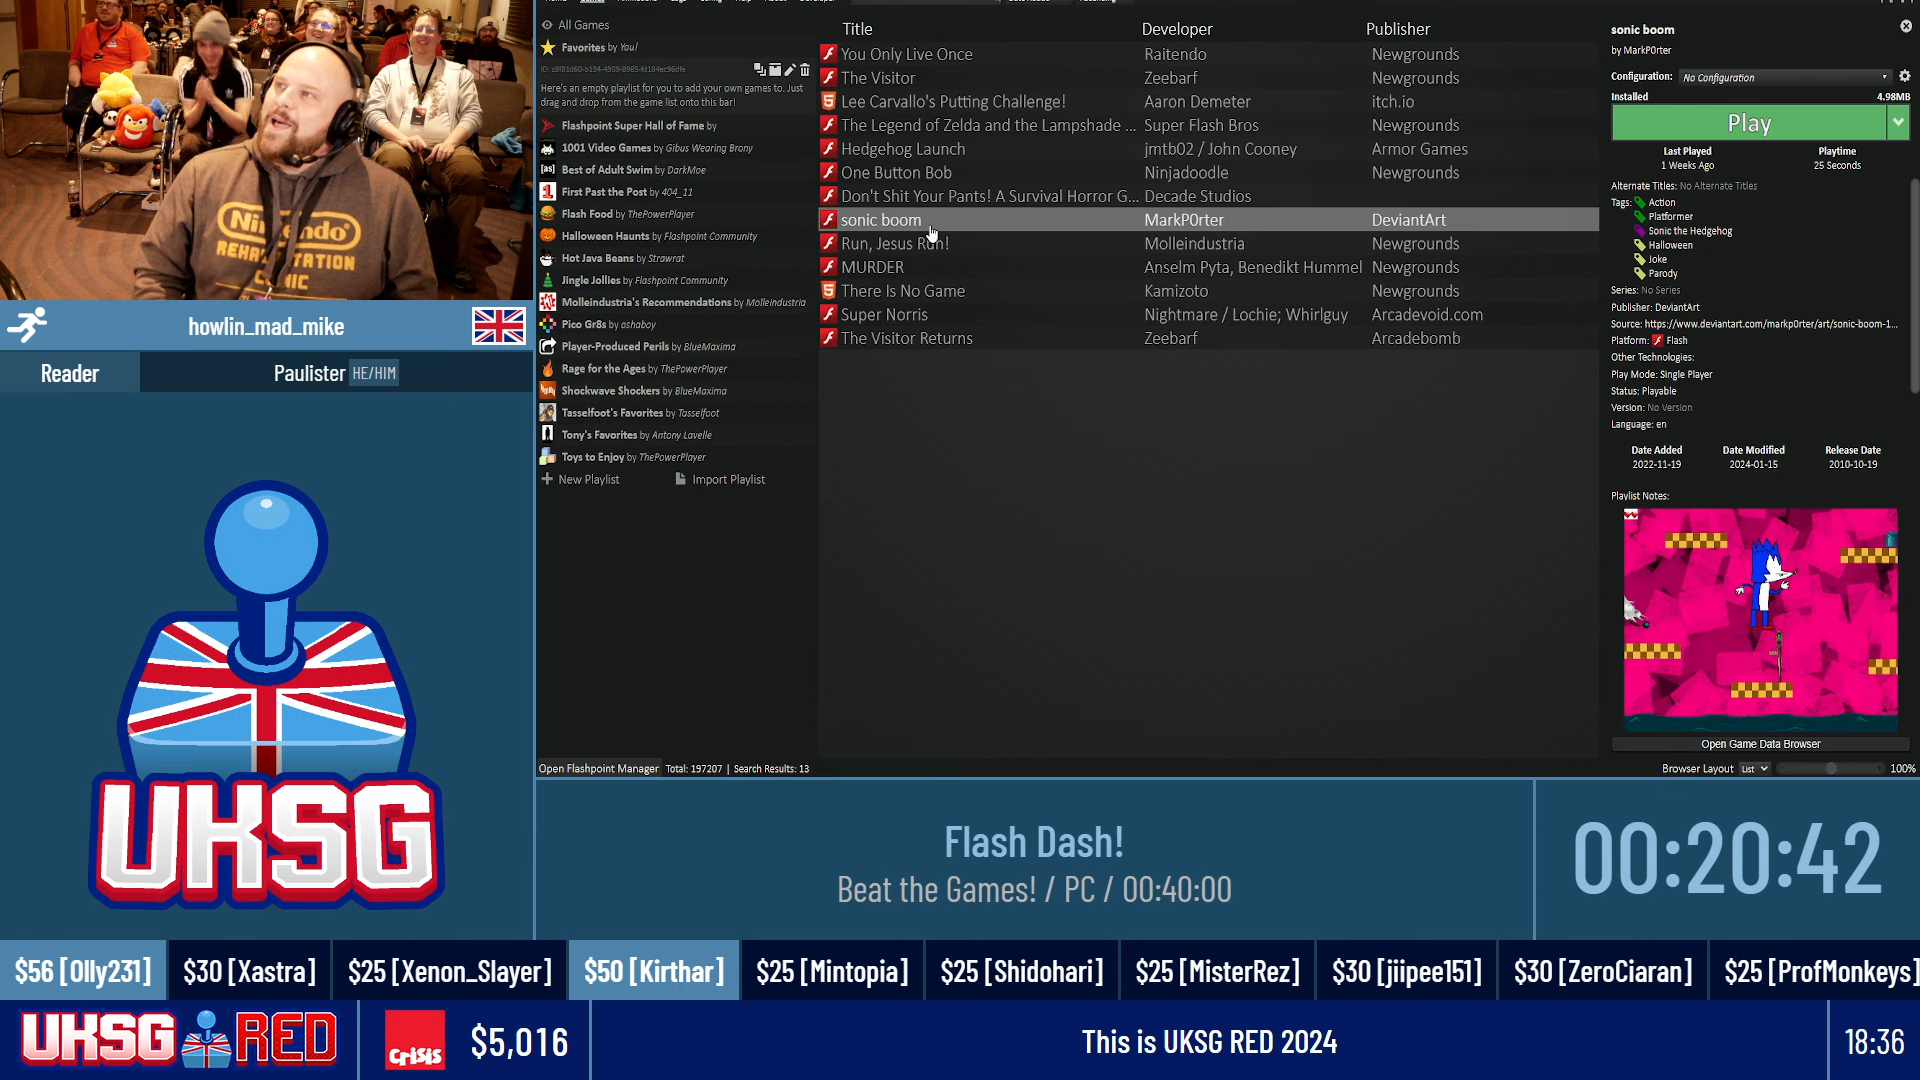 Nintendo
REHABILITATION
CLINIC
howlin_mad_mike
Reader
Paulister HE/HIM
UKSG
All Games
Favorites by You!
Here's an empty playlist for you to add your own games to. Just
drag and drop from the game list onto this bar!
Flashpoint Super Hall of Fame by
1001 Video Games by Gibus Wearing Brony
Best of Adult Swim by DarkMoe
First Past the Post by 404_11
Flash Food by ThePowerPlayer
Halloween Haunts by Flashpoint Community
Hot Java Beans by Strawrat
Jingle Jollies by Flashpoint Community
Molleindustria's Recommendations by Molleindustria
Pico Gr8s by oshaboy
Player-Produced Perils by BlueMaxima
Rage for the Ages by ThePowerPlayer
Shockwave Shockers by BlueMaxima
Tasselfoot's Favorites by Tasselfoot
Tony's Favorites by Antony Lavelle
Toys to Enjoy by ThePowerPlayer
New Playlist Import Playlist
Title Developer Publisher
You Only Live Once Raitendo Newgrounds
The Visitor Zeebarf Newgrounds
Lee Carvallo's Putting Challenge! Aaron Demeter itch.io
The Legend of Zelda and the Lampshade ... Super Flash Bros Newgrounds
Hedgehog Launch jmtb02 / John Cooney Armor Games
One Button Bob Ninjadoodle Newgrounds
Don't Shit Your Pants! A Survival Horror G... Decade Studios
sonic boom MarkP0rter DeviantArt
Run, Jesus Run! Molleindustria Newgrounds
MURDER Anselm Pyta, Benedikt Hummel Newgrounds
There Is No Game Kamizoto Newgrounds
Super Norris Nightmare / Lochie; Whirlguy Arcadevoid.com
The Visitor Returns Zeebarf Arcadebomb
Open Flashpoint Manager Total: 197207 | Search Results: 13
sonic boom
by MarkP0rter
Configuration: No Configuration
Installed 4.98MB
Play
Last Played Playtime
1 Weeks Ago 25 Seconds
Alternate Titles: No Alternate Titles
Tags: Action
Platformer
Sonic the Hedgehog
Halloween
Joke
Parody
Series: No Series
Publisher: DeviantArt
Source: https://www.deviantart.com/markp0rter/art/sonic-boom-1...
Platform: Flash
Other Technologies:
Play Mode: Single Player
Status: Playable
Version: No Version
Language: en
Date Added Date Modified Release Date
2022-11-19 2024-01-15 2010-10-19
Playlist Notes:
Open Game Data Browser
Browser Layout List 100%
Flash Dash!
Beat the Games! / PC / 00:40:00
00:20:42
$56 [Olly231] $30 [Xastra] $25 [Xenon_Slayer] $50 [Kirthar] $25 [Mintopia] $25 [Shidohari] $25 [MisterRez] $30 [jiipee151] $30 [ZeroCiaran] $25 [ProfMonkeys]
UKSG RED
CRISIS $5,016
This is UKSG RED 2024
18:36